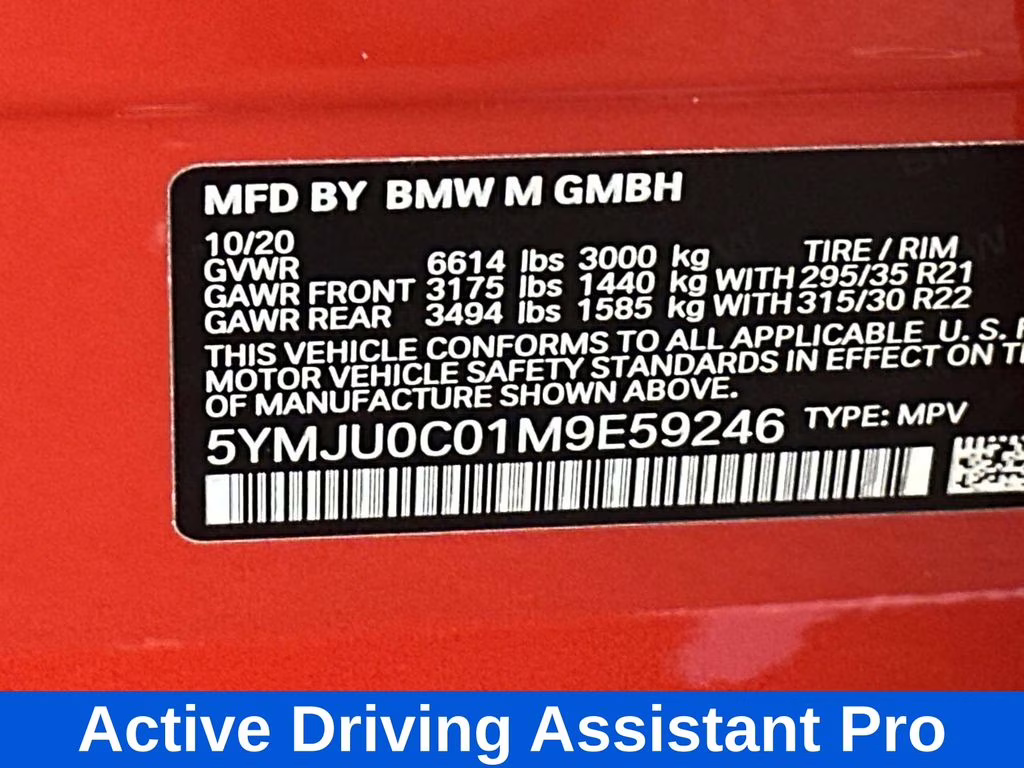 MFD BY BMW M GMBH
10/20
GVWR 6614 lbs 3000 kg TIRE / RIM
GAWR FRONT 3175 lbs 1440 kg WITH 295/35 R21
GAWR REAR 3494 lbs 1585 kg WITH 315/30 R22
THIS VEHICLE CONFORMS TO ALL APPLICABLE U. S.
MOTOR VEHICLE SAFETY STANDARDS IN EFFECT ON
OF MANUFACTURE SHOWN ABOVE.
5YMJU0C01M9E59246 TYPE: MPV
Active Driving Assistant Pro